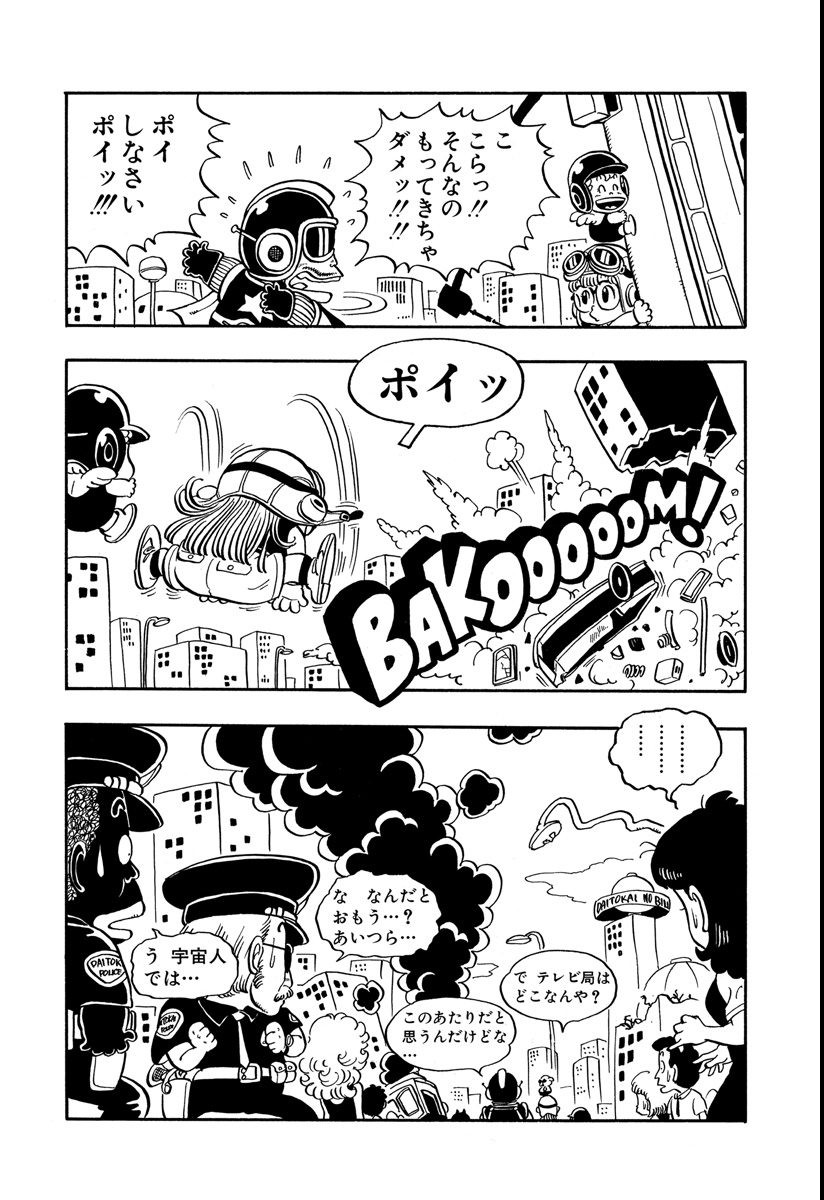 こ
こらっ!!
そんなの
もってきちゃ
ダメッ!!!!
ポイ
しなさい
ポイッ!!!
ポイッ
BAKOOOOOM!
………
な なんだと
おもう…?
あいつら…
う 宇宙人
では…
DAITOKAI NO BIRU
で テレビ局は
どこなんや?
このあたりだと
思うんだけどな
…
DAITOK
POLICE